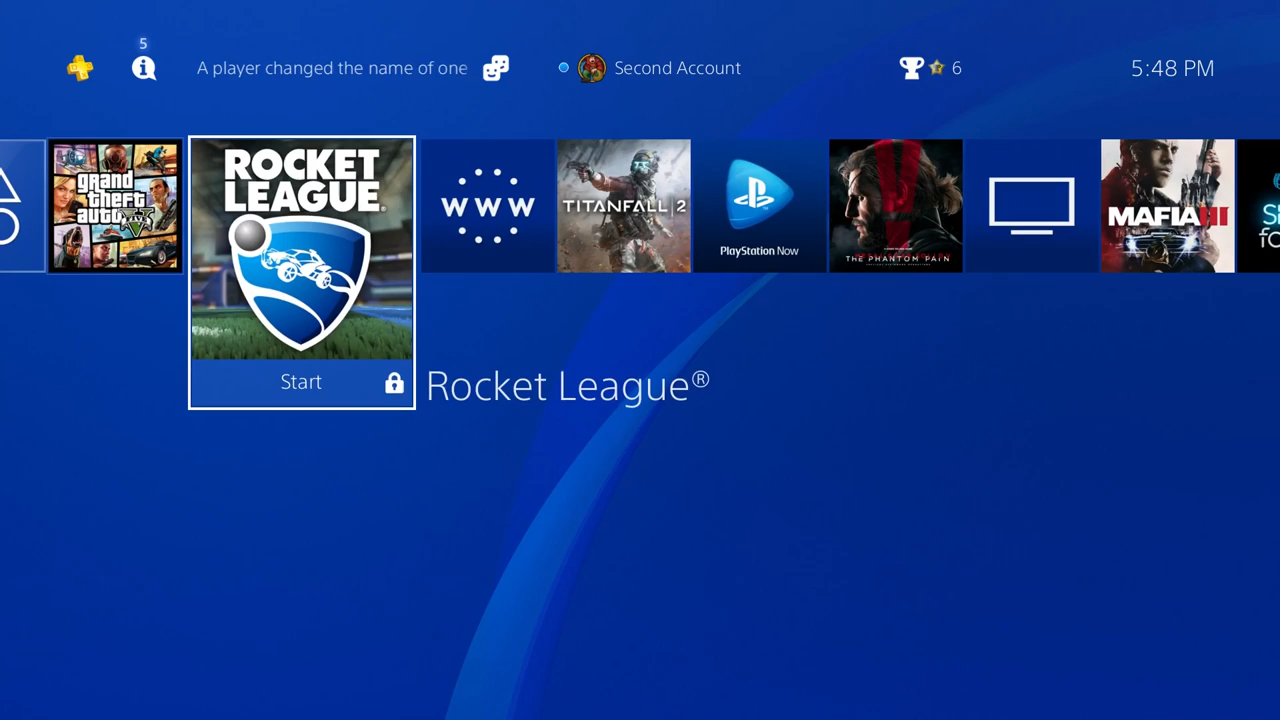 5
A player changed the name of one
Second Account
6
5:48 PM
grand
theft
auto
FIVE
ROCKET
LEAGUE®
WWW
TITANFALL|2
PlayStation Now
THE PHANTOM PAIN
MAFIA III
Start
Rocket League®